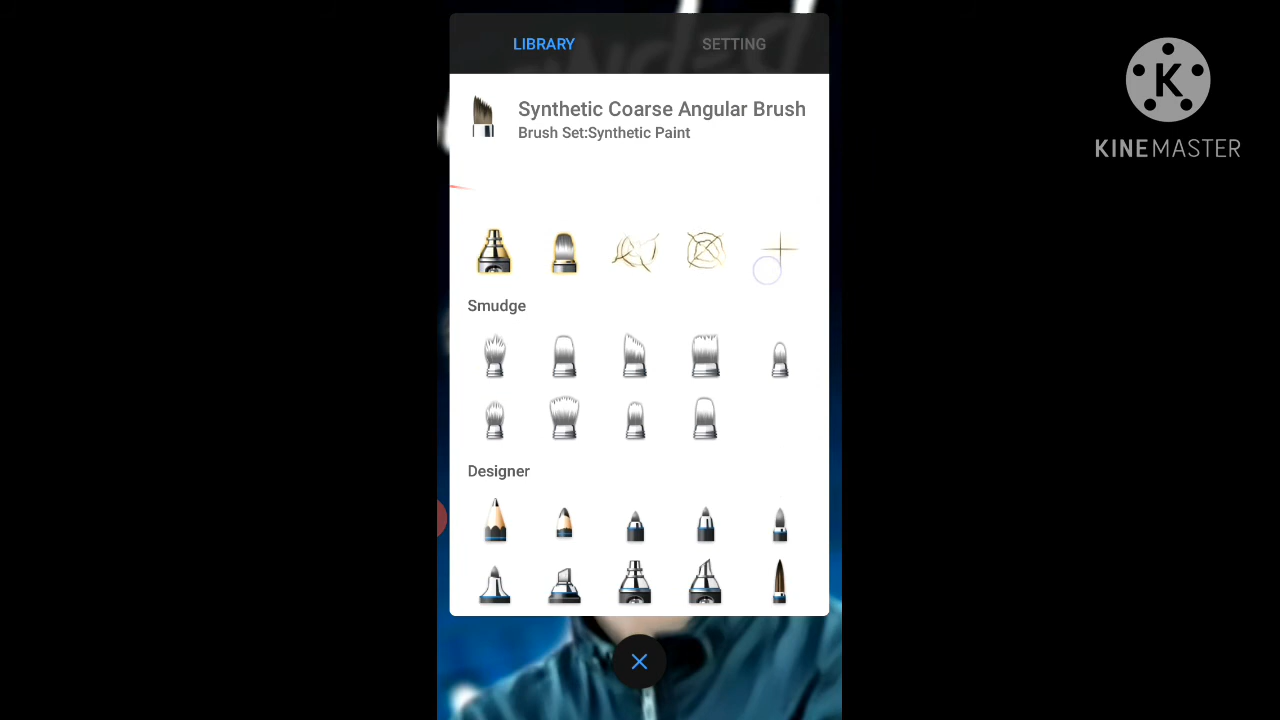 LIBRARY
SETTING
Synthetic Coarse Angular Brush
Brush Set:Synthetic Paint
Smudge
Designer
K
KINEMASTER